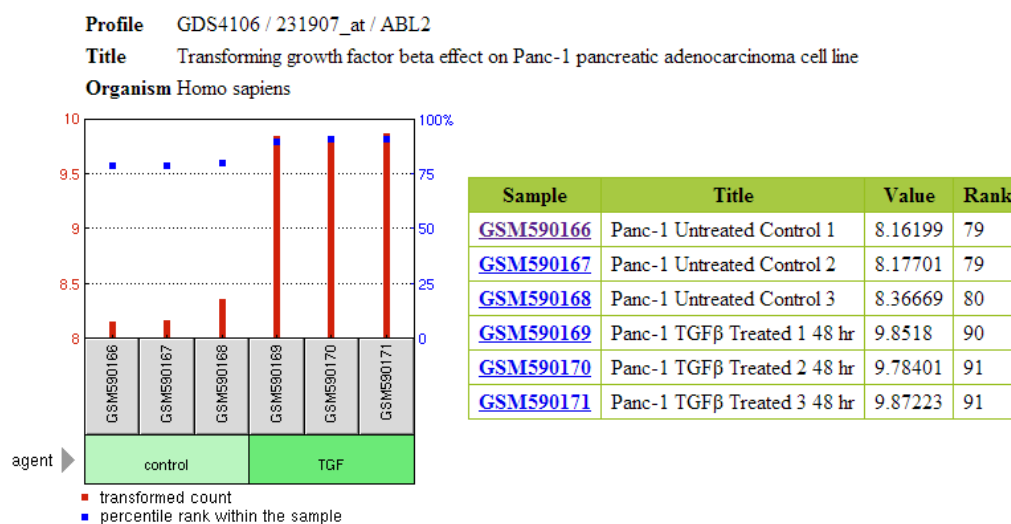 Profile GDS4106 / 231907_at / ABL2
Title Transforming growth factor beta effect on Panc-1 pancreatic adenocarcinoma cell line
Organism Homo sapiens
10 100%
9.5 75
9 50
8.5 25
8 0
GSM590166 GSM590167 GSM590168 GSM590169 GSM590170 GSM590171
agent control TGF
transformed count
percentile rank within the sample
Sample Title Value Rank
GSM590166 Panc-1 Untreated Control 1 8.16199 79
GSM590167 Panc-1 Untreated Control 2 8.17701 79
GSM590168 Panc-1 Untreated Control 3 8.36669 80
GSM590169 Panc-1 TGFβ Treated 1 48 hr 9.8518 90
GSM590170 Panc-1 TGFβ Treated 2 48 hr 9.78401 91
GSM590171 Panc-1 TGFβ Treated 3 48 hr 9.87223 91